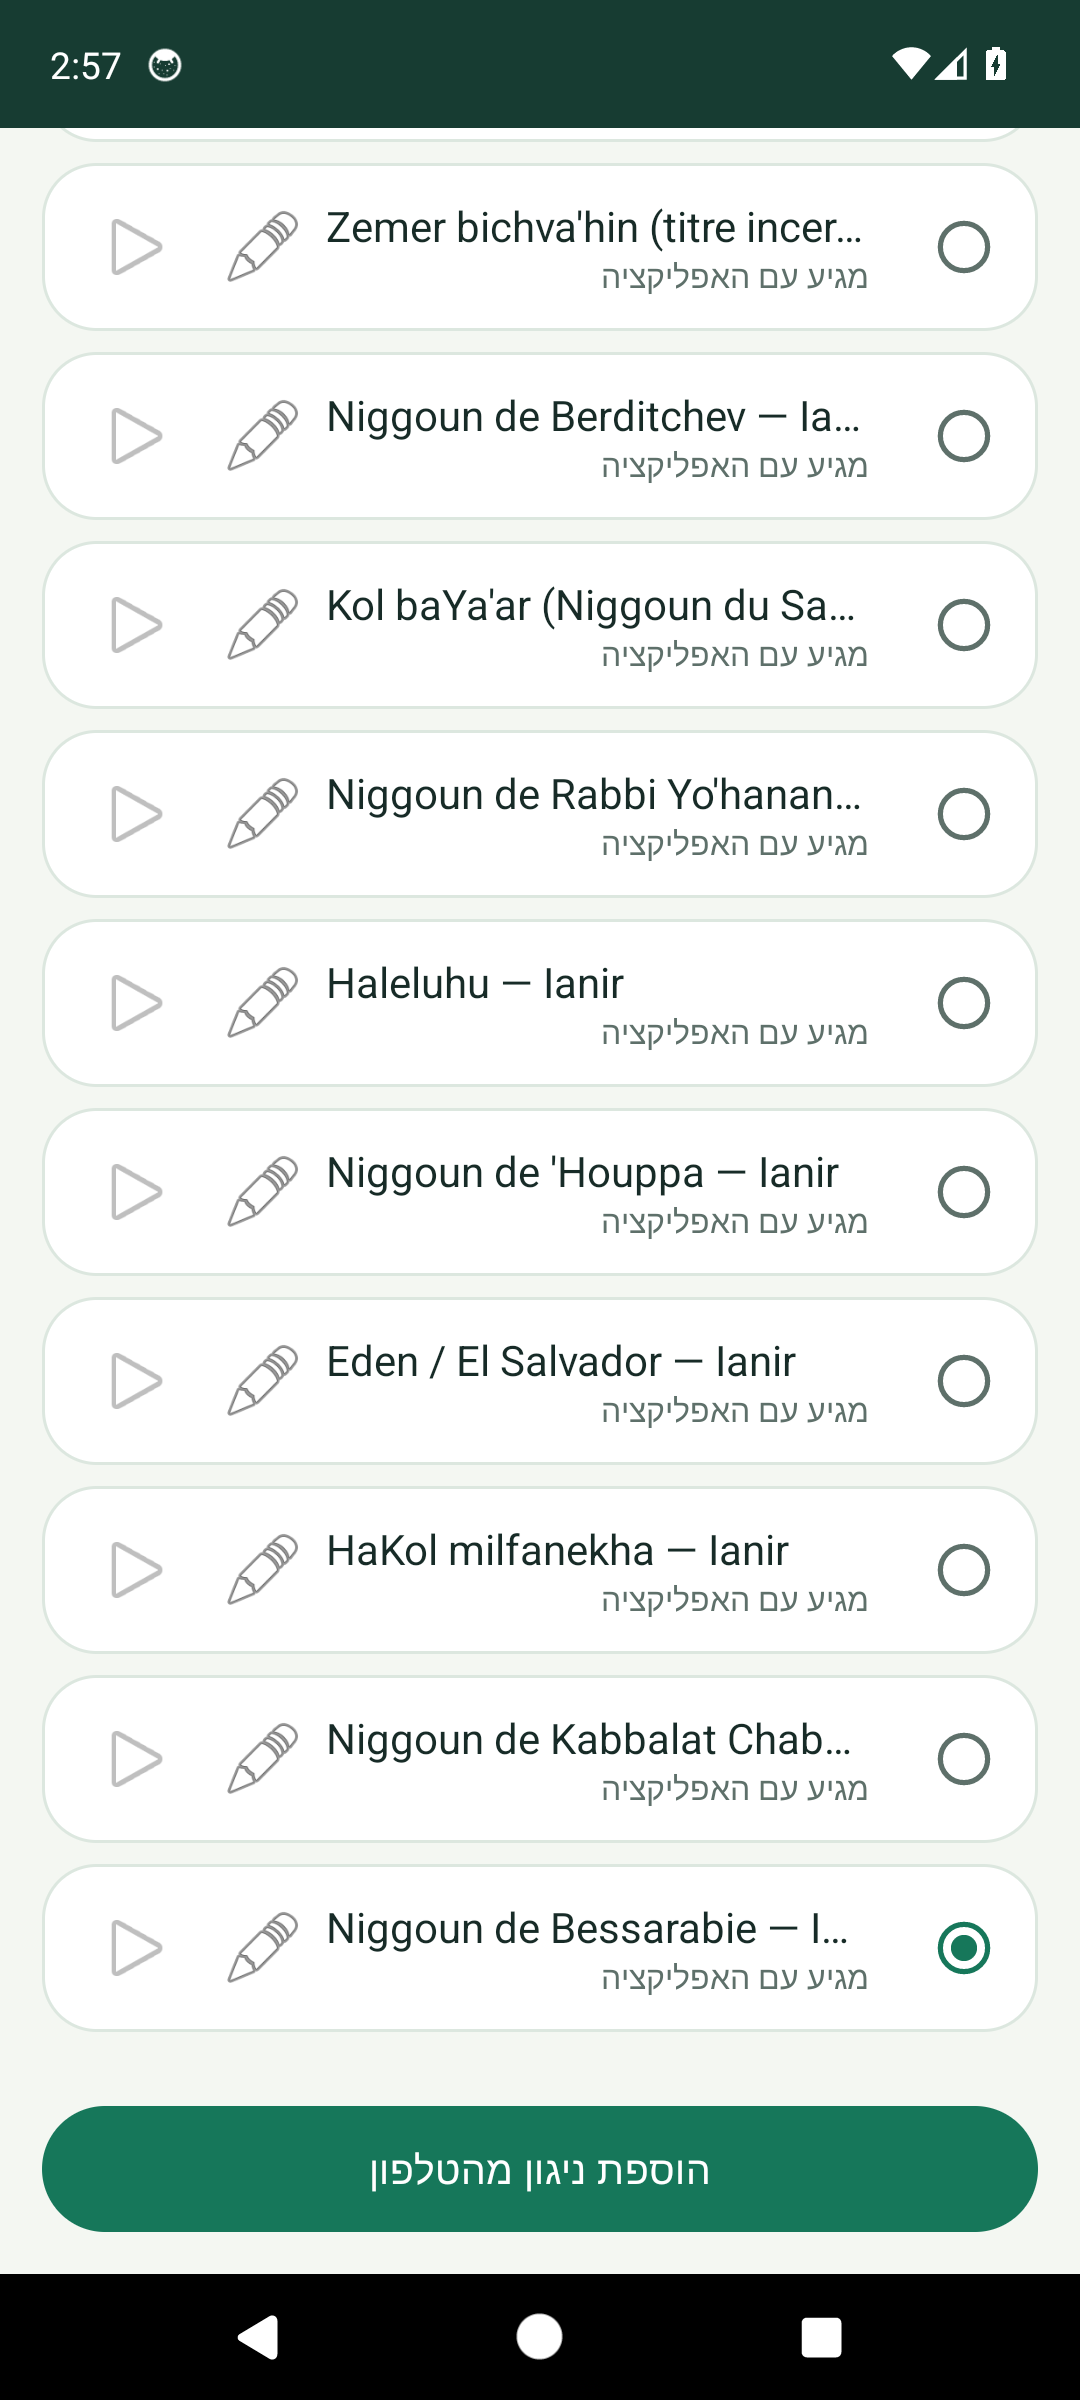 2:57
Zemer bichva'hin (titre incer…
מגיע עם האפליקציה
Niggoun de Berditchev — Ia…
מגיע עם האפליקציה
Kol baYa'ar (Niggoun du Sa…
מגיע עם האפליקציה
Niggoun de Rabbi Yo'hanan…
מגיע עם האפליקציה
Haleluhu — Ianir
מגיע עם האפליקציה
Niggoun de 'Houppa — Ianir
מגיע עם האפליקציה
Eden / El Salvador — Ianir
מגיע עם האפליקציה
HaKol milfanekha — Ianir
מגיע עם האפליקציה
Niggoun de Kabbalat Chab…
מגיע עם האפליקציה
Niggoun de Bessarabie — I…
מגיע עם האפליקציה
הוספת ניגון מהטלפון